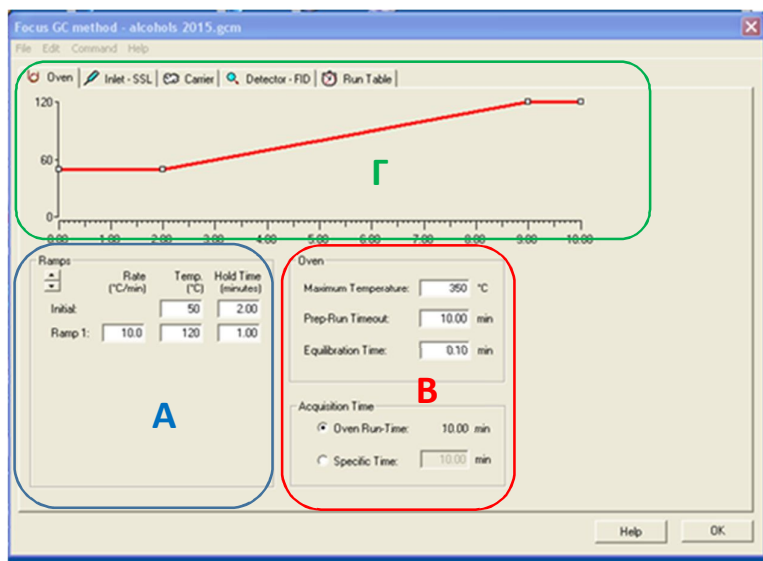 Focus GC method - alcohols 2015.gcm
File Edit Command Help
Oven Inlet - SSL Carrier Detector - FID Run Table
120
60
0
Γ
0.00 1.00 2.00 3.00 4.00 5.00 6.00 7.00 8.00 9.00 10.00
Ramps
Rate Temp. Hold Time
(°C/min) (°C) (minutes)
Initial: 50 2.00
Ramp 1: 10.0 120 1.00
A
Oven
Maximum Temperature: 350 °C
Prep-Run Timeout: 10.00 min
Equilibration Time: 0.10 min
B
Acquisition Time
Oven Run-Time: 10.00 min
Specific Time: 10.00 min
Help OK